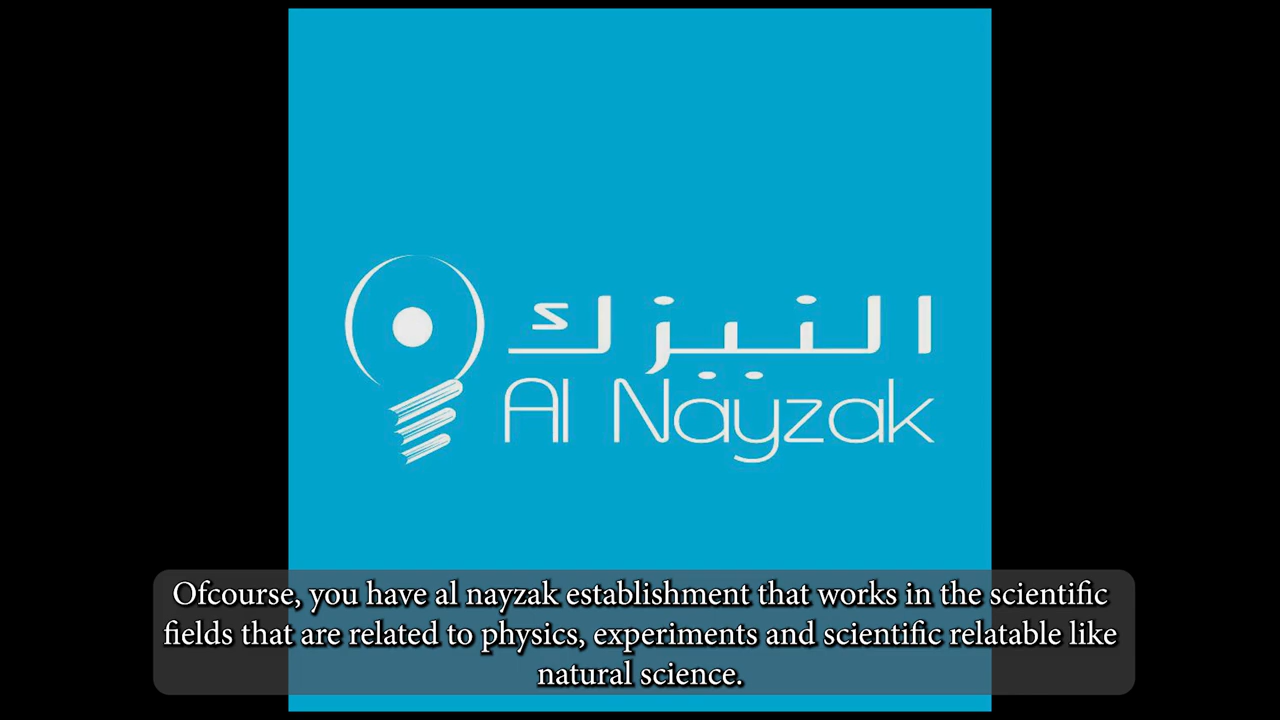 النيزك
Al Nayzak
Ofcourse, you have al nayzak establishment that works in the scientific
fields that are related to physics, experiments and scientific relatable like
natural science.